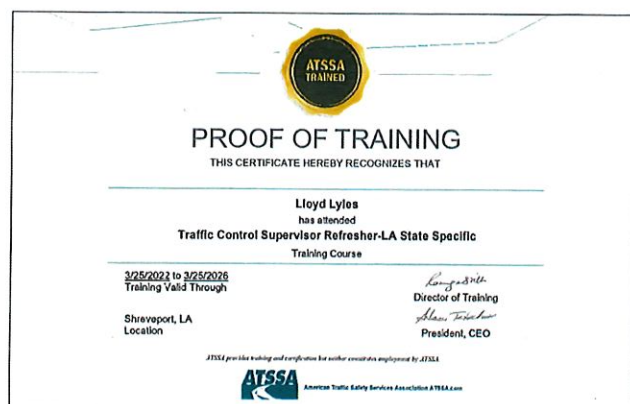 ATSSA
TRAINED
PROOF OF TRAINING
THIS CERTIFICATE HEREBY RECOGNIZES THAT
Lloyd Lyles
has attended
Traffic Control Supervisor Refresher-LA State Specific
Training Course
3/25/2022 to 3/25/2026
Training Valid Through
Director of Training
Shreveport, LA
Location
President, CEO
ATSSA provides training and certification but neither constitutes employment by ATSSA
ATSSA
American Traffic Safety Services Association ATSSA.com